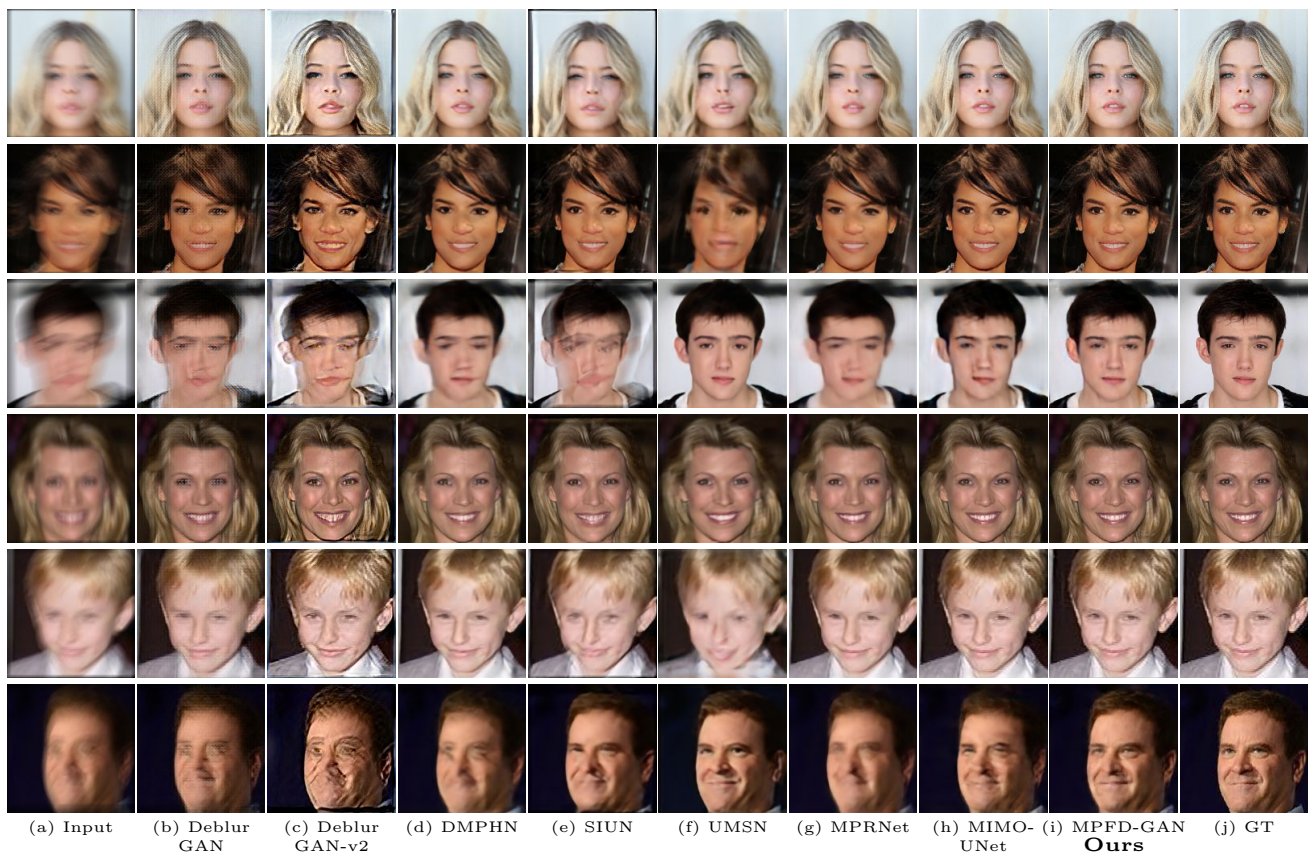 (a) Input (b) Deblur (c) Deblur (d) DMPHN (e) SIUN (f) UMSN (g) MPRNet (h) MIMO- (i) MPFD-GAN (j) GT
GAN GAN-v2 UNet Ours